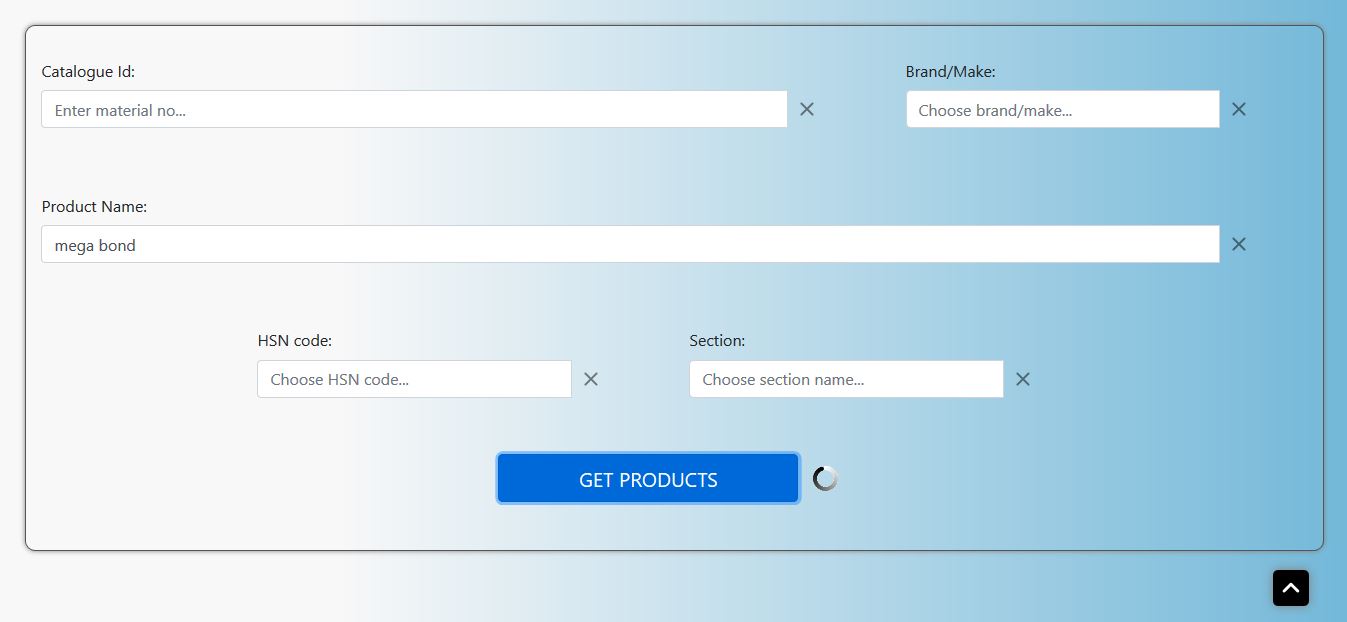 Catalogue Id:
Brand/Make:
Enter material no...
Choose brand/make...
Product Name:
mega bond
HSN code:
Section:
Choose HSN code...
Choose section name...
GET PRODUCTS